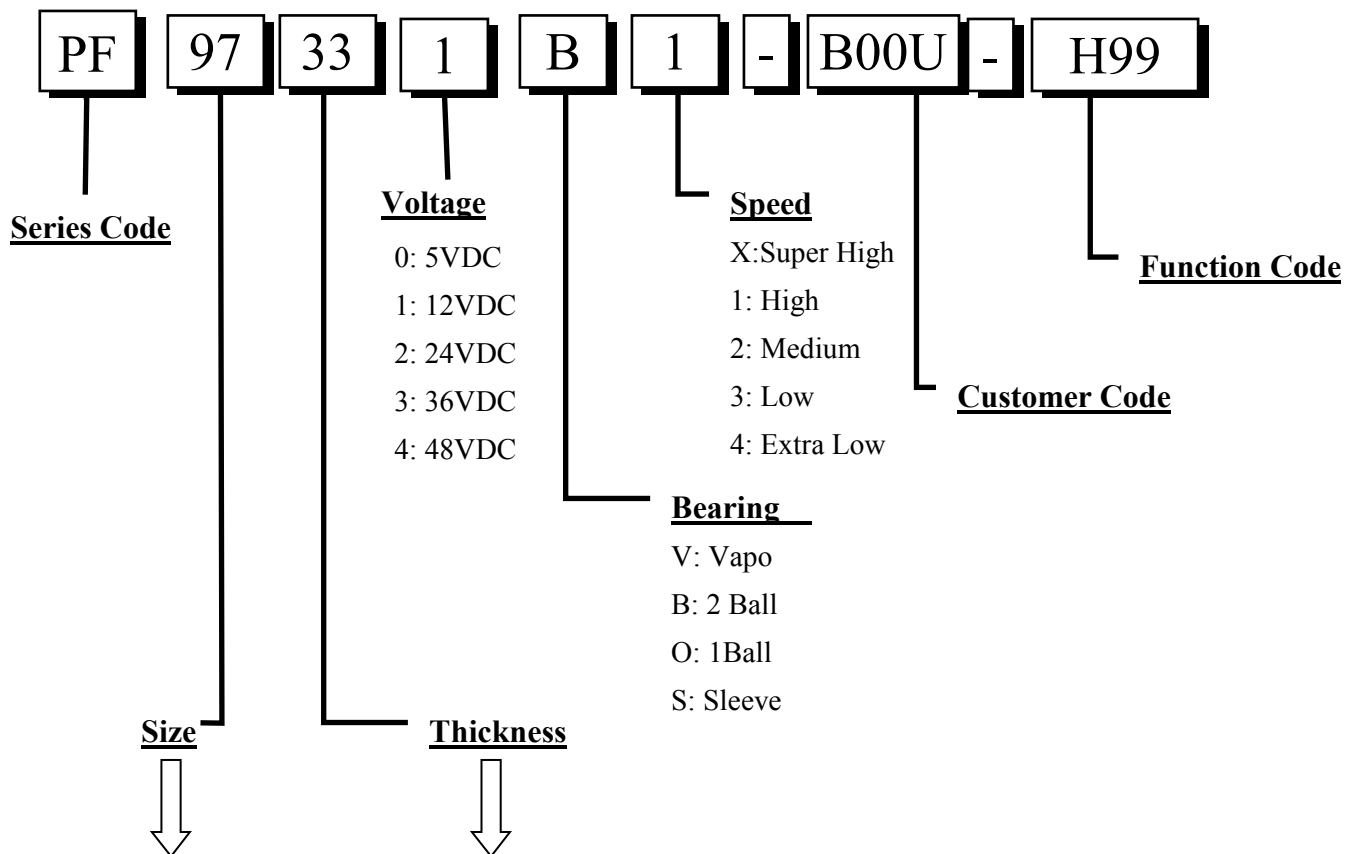 PF 97 33 1 B 1 - B00U - H99
Series Code
Voltage
0: 5VDC
1: 12VDC
2: 24VDC
3: 36VDC
4: 48VDC
Speed
X:Super High
1: High
2: Medium
3: Low
4: Extra Low
Function Code
Customer Code
Bearing
V: Vapo
B: 2 Ball
O: 1Ball
S: Sleeve
Size
Thickness